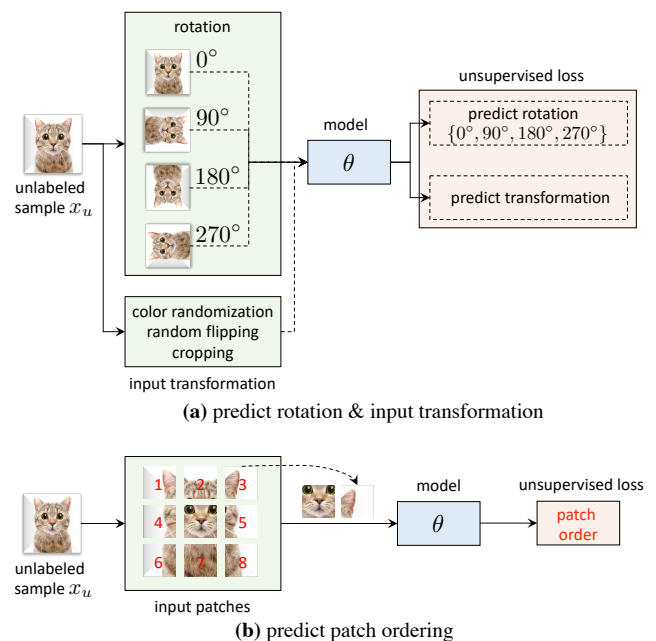 rotation
0°
90°
180°
270°
unlabeled
sample x_u
color randomization
random flipping
cropping
input transformation
model
θ
unsupervised loss
predict rotation
{0°, 90°, 180°, 270°}
predict transformation
(a) predict rotation & input transformation
unlabeled
sample x_u
1 2 3
4 5
6 7 8
input patches
model
θ
unsupervised loss
patch
order
(b) predict patch ordering